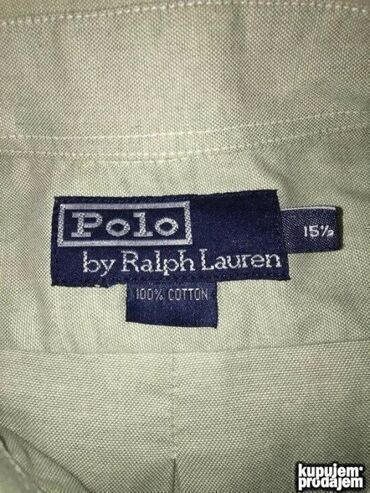 Polo
by Ralph Lauren
15½
100% COTTON
kupujem
prodajem